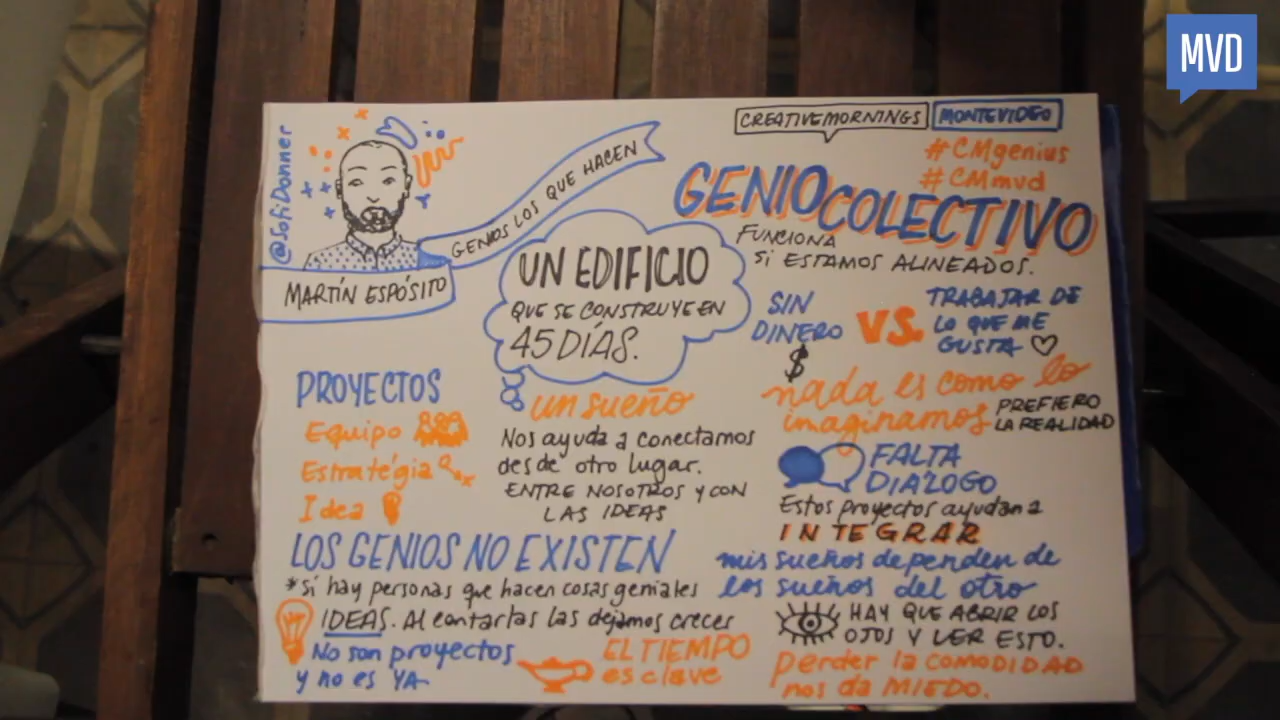 MVD
@SofiDonner
MARTÍN ESPÓSITO
GENIOS LOS QUE HACEN
CREATIVEMORNINGS MONTEVIDEO
#CMgenius
#CMmvd
GENIO COLECTIVO
FUNCIONA
SI ESTAMOS ALINEADOS.
UN EDIFICIO
QUE SE CONSTRUYE EN
45 DÍAS.
SIN
DINERO
$
VS.
TRABAJAR DE
LO QUE ME
GUSTA
PROYECTOS
Equipo
Estratégia
Idea
un sueño
Nos ayuda a conectarnos
desde otro lugar.
ENTRE NOSOTROS Y CON
LAS IDEAS
nada es como lo
imaginamos
PREFIERO
LA REALIDAD
FALTA
DIÁLOGO
Estos proyectos ayudan a
INTEGRAR
LOS GENIOS NO EXISTEN
*Sí hay personas que hacen cosas geniales
IDEAS. Al contarlas las dejamos crecer
No son proyectos
y no es YA
EL TIEMPO
es clave
mis sueños dependen de
los sueños del otro
HAY QUE ABRIR LOS
OJOS Y VER ESTO.
perder la COMODIDAD
nos da MIEDO.